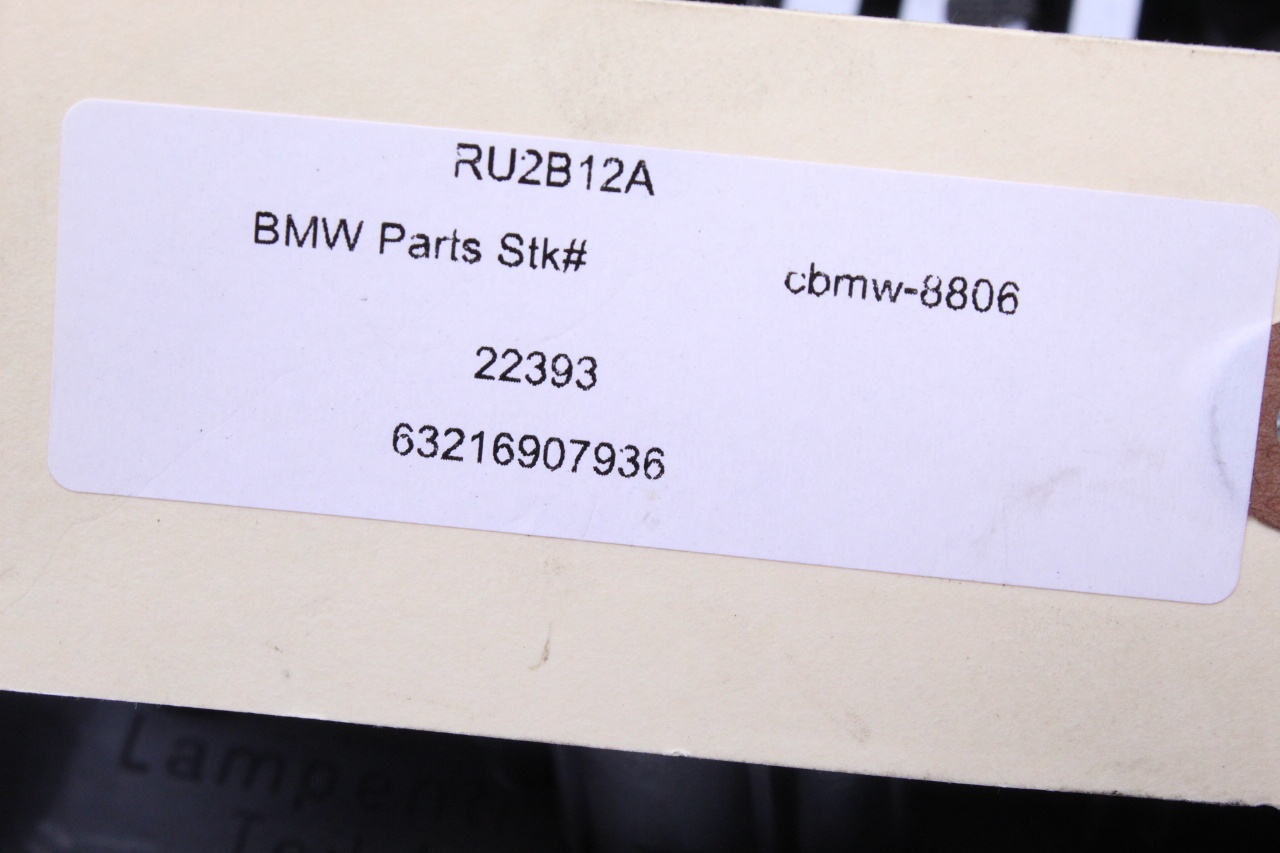 RU2B12A
BMW Parts Stk#
cbmw-8806
22393
63216907936